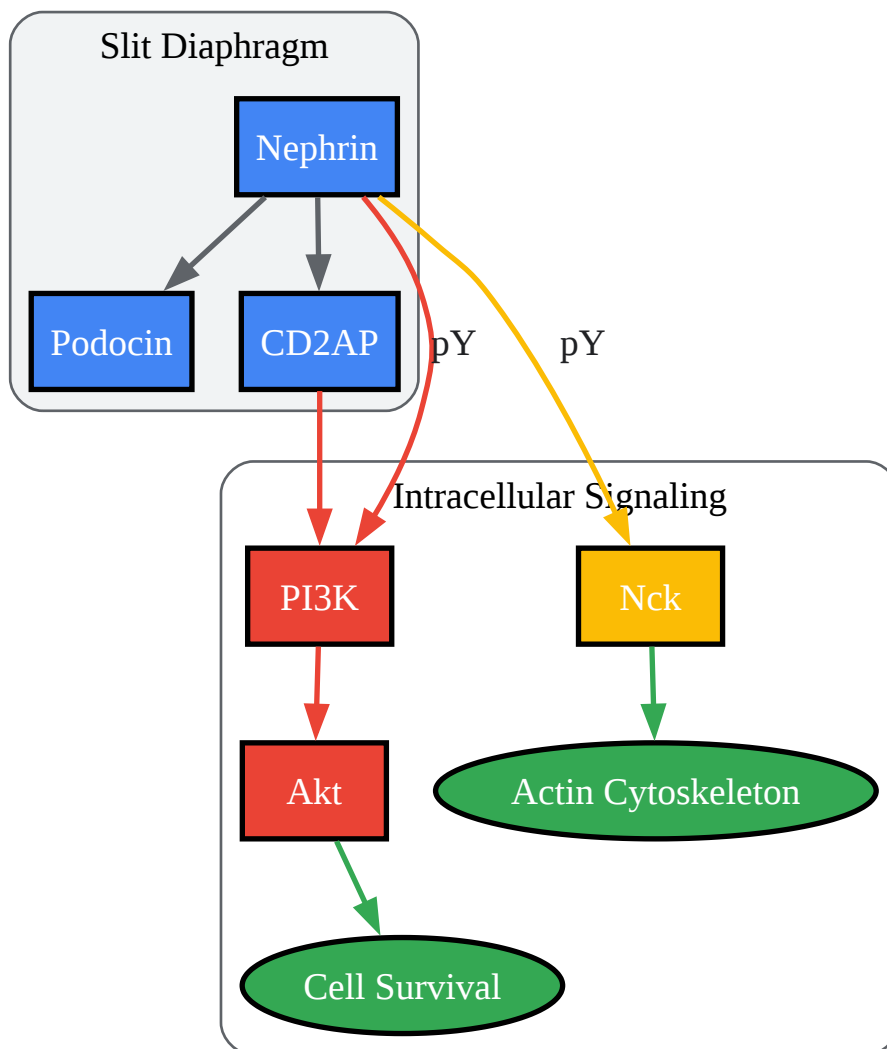 Slit Diaphragm
Nephrin
Podocin
CD2AP
pY
pY
Intracellular Signaling
PI3K
Nck
Akt
Actin Cytoskeleton
Cell Survival